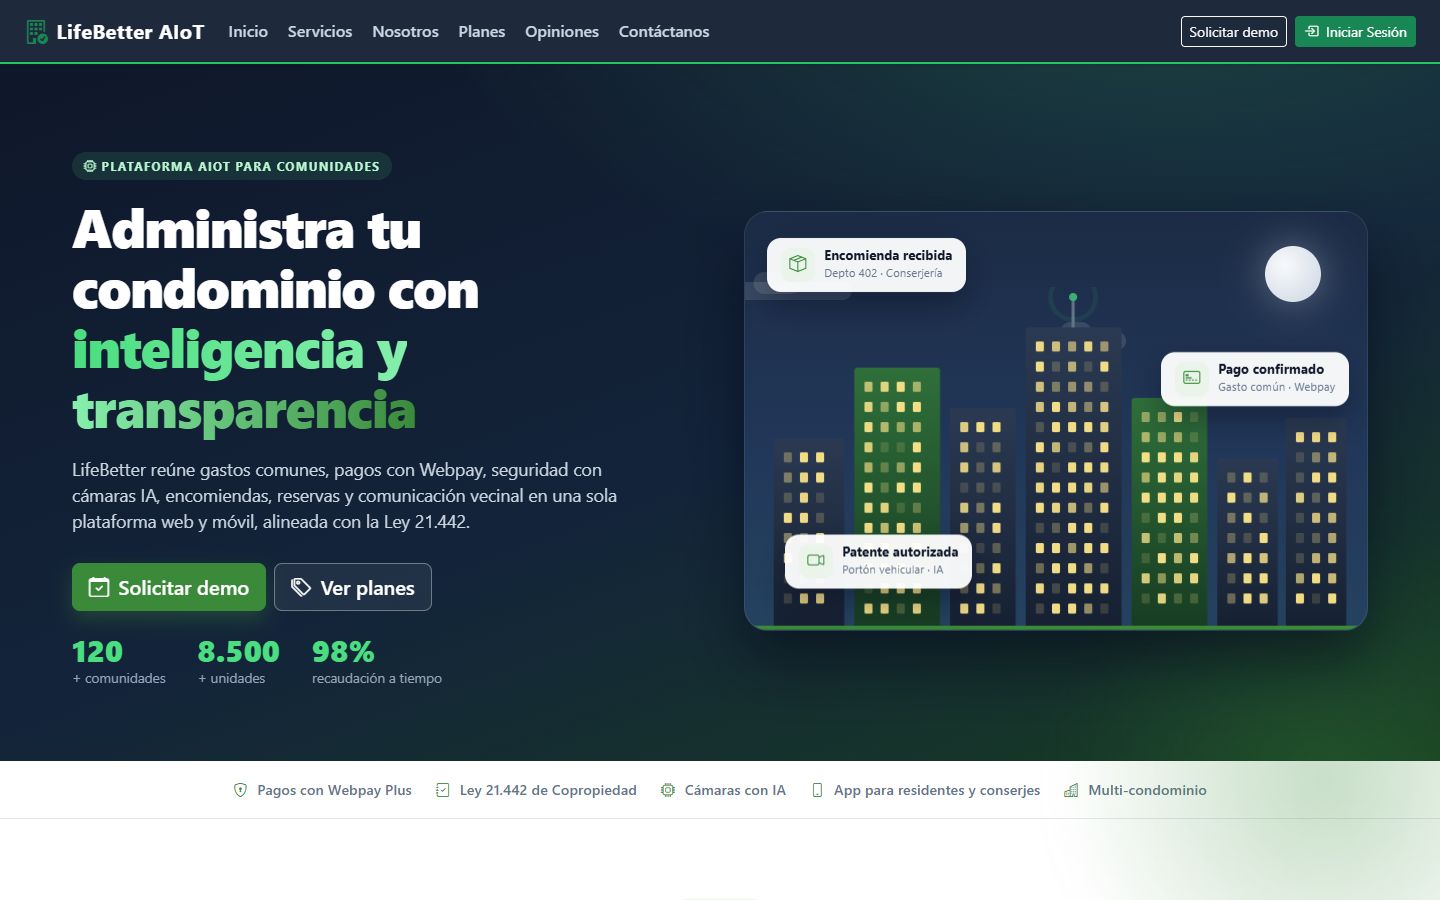 LifeBetter AIoT
Inicio
Servicios
Nosotros
Planes
Opiniones
Contáctanos
Solicitar demo
Iniciar Sesión
PLATAFORMA AIOT PARA COMUNIDADES
Administra tu
condominio con
inteligencia y
transparencia
LifeBetter reúne gastos comunes, pagos con Webpay, seguridad con
cámaras IA, encomiendas, reservas y comunicación vecinal en una sola
plataforma web y móvil, alineada con la Ley 21.442.
Solicitar demo
Ver planes
120
+ comunidades
8.500
+ unidades
98%
recaudación a tiempo
Encomienda recibida
Depto 402 · Conserjería
Pago confirmado
Gasto común · Webpay
Patente autorizada
Portón vehicular · IA
Pagos con Webpay Plus
Ley 21.442 de Copropiedad
Cámaras con IA
App para residentes y conserjes
Multi-condominio